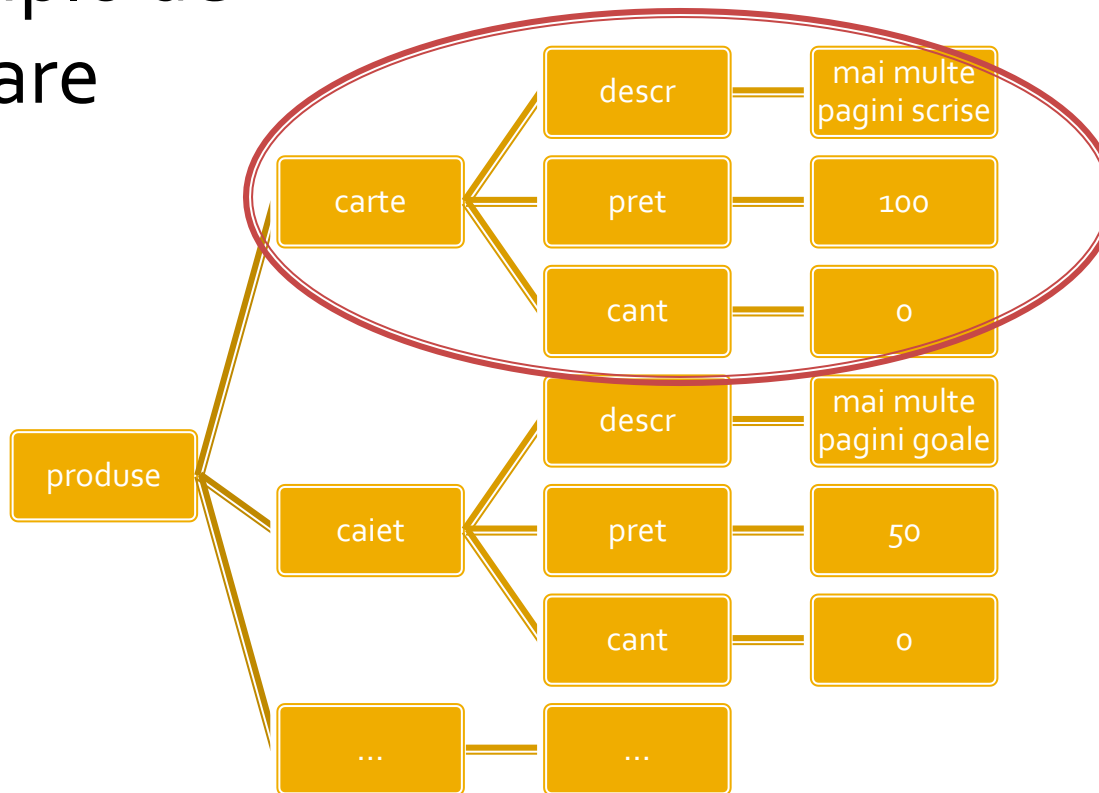 are
descr
mai multe
pagini scrise
carte
pret
100
cant
0
descr
mai multe
pagini goale
produse
caiet
pret
50
cant
0
...
...